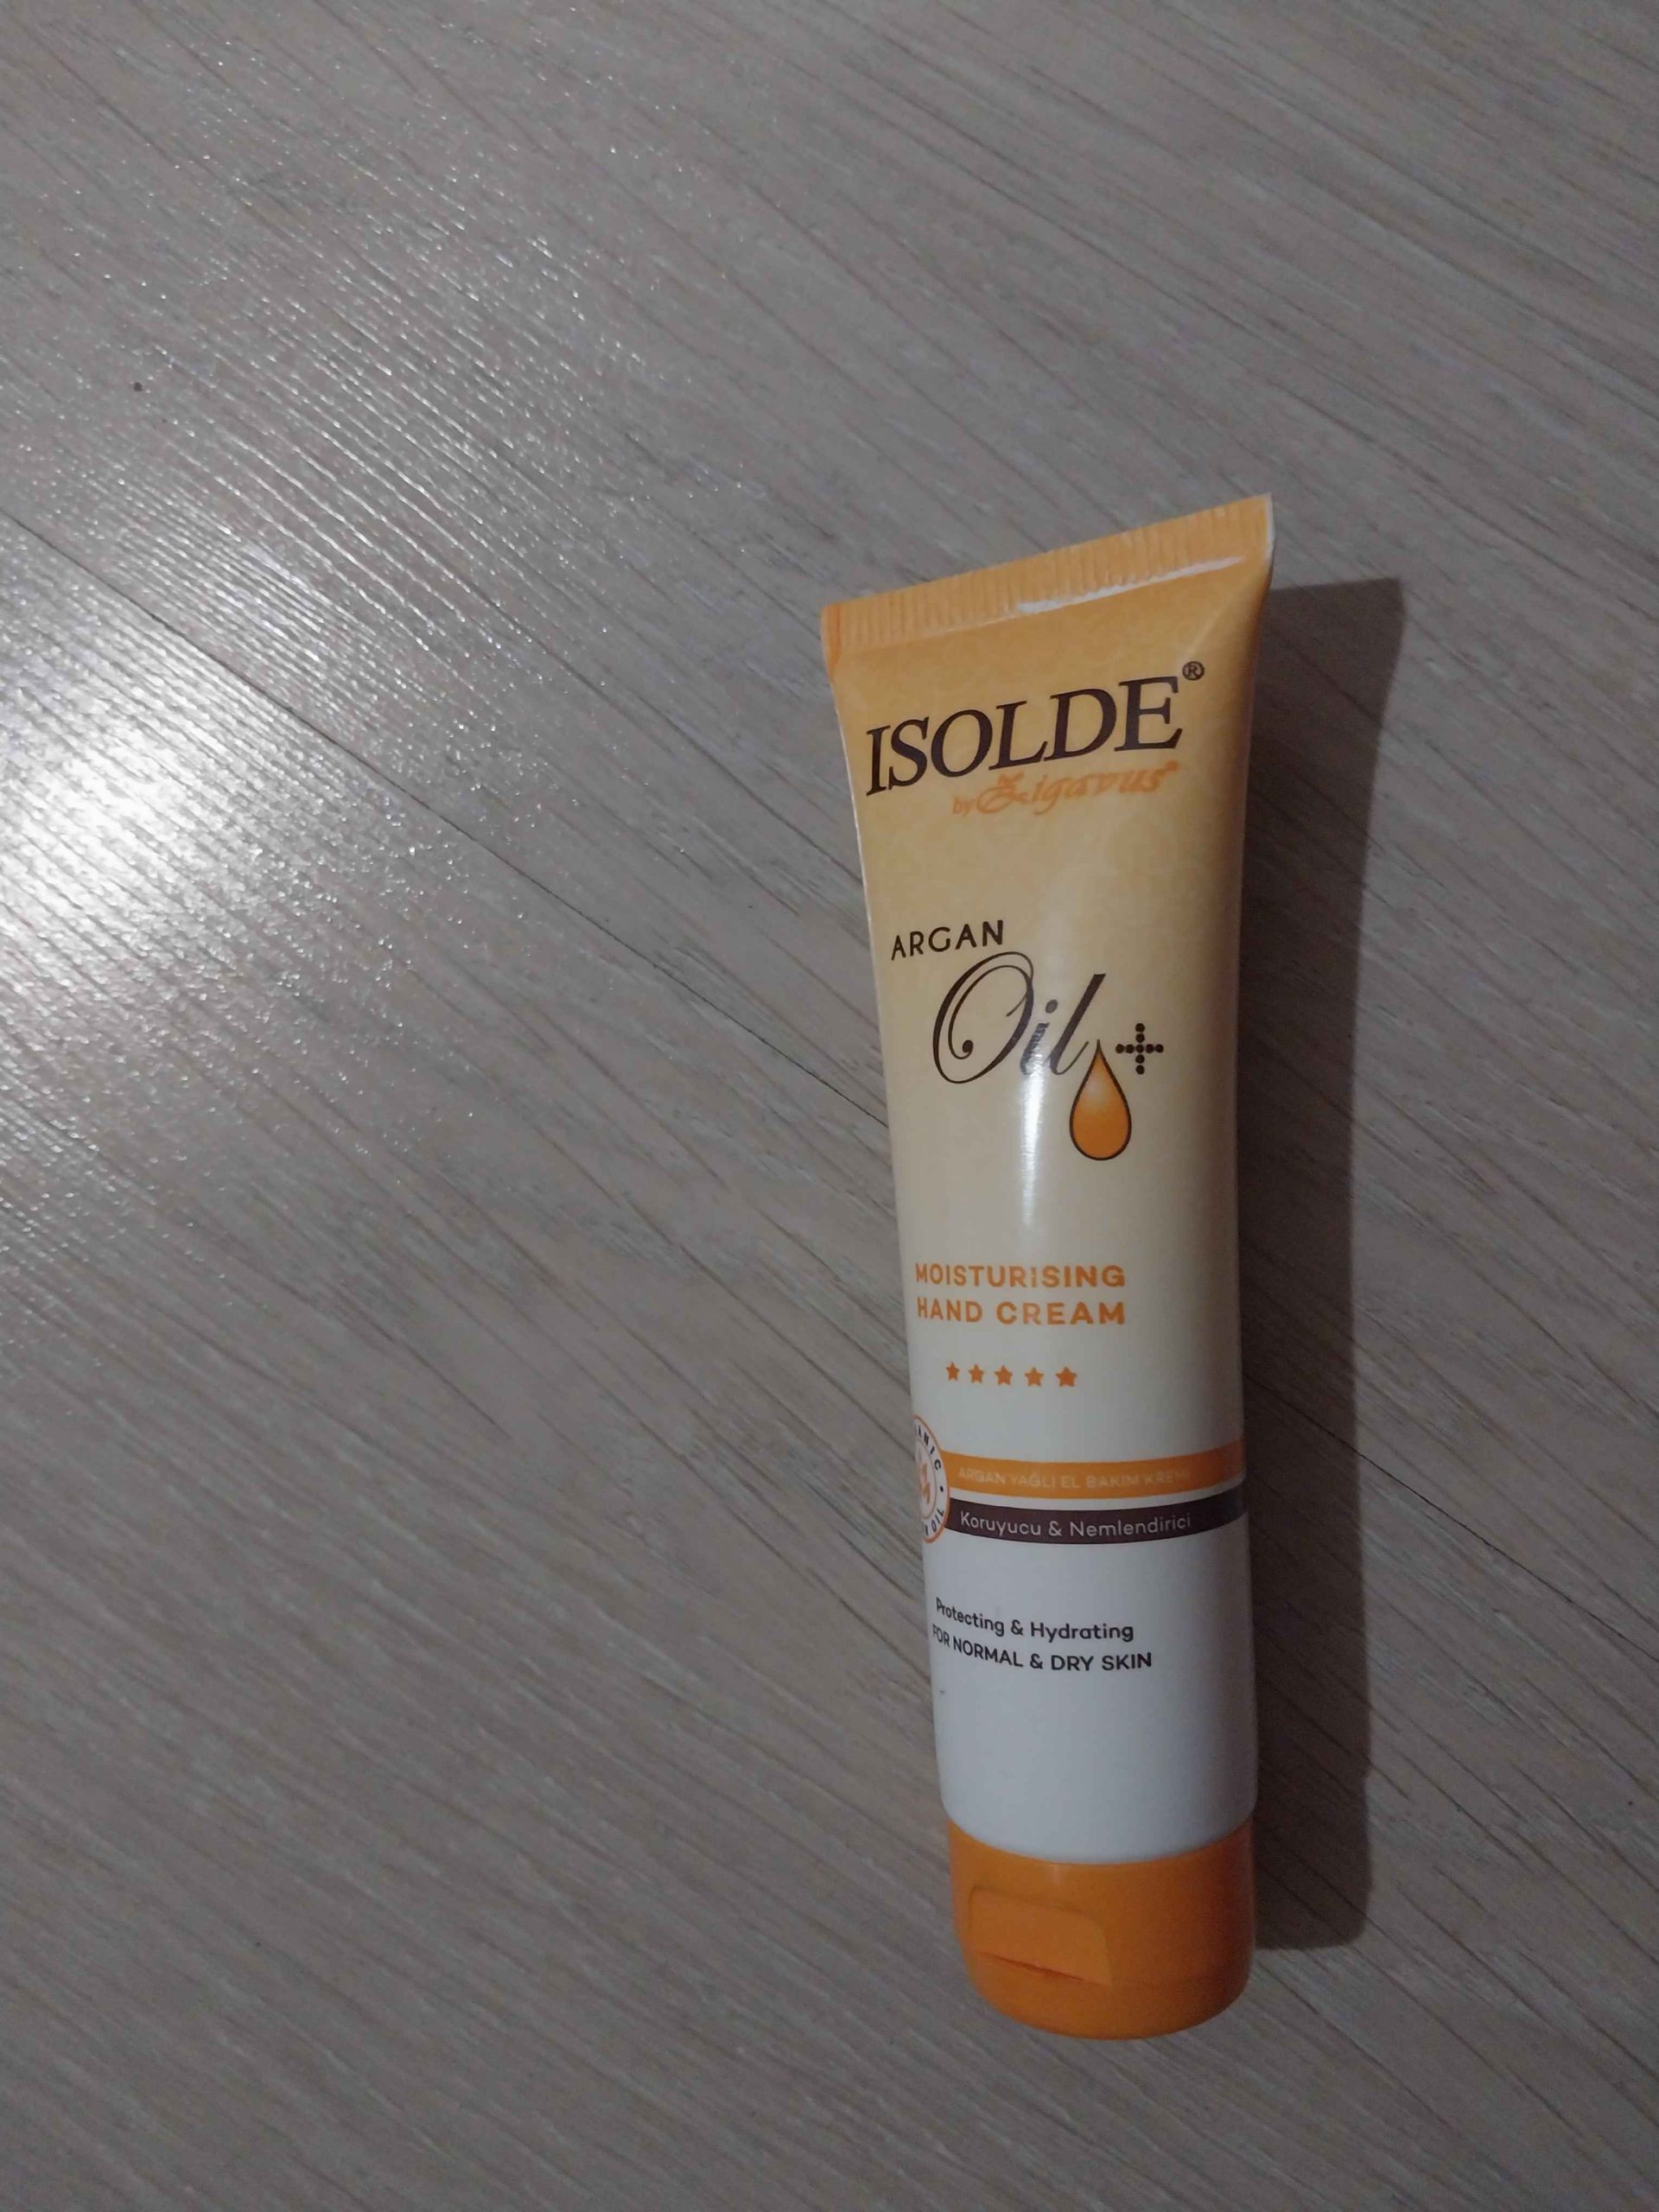 ISOLDE®
by Zigavus®
ARGAN
Oil+
MOISTURISING
HAND CREAM
ARGAN YAĞLI EL BAKIM KREMİ
Koruyucu & Nemlendirici
Protecting & Hydrating
FOR NORMAL & DRY SKIN